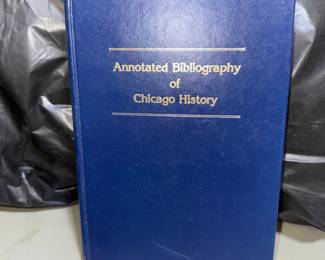 Annotated Bibliography
of
Chicago History